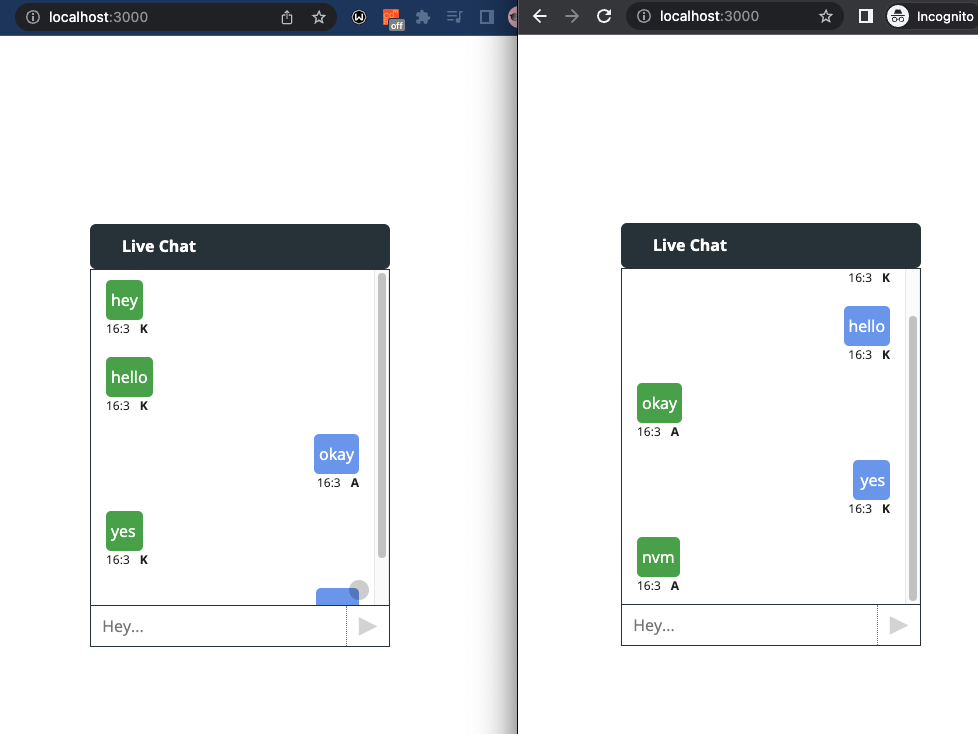 localhost:3000
off
Live Chat
hey
16:3 K
hello
16:3 K
okay
16:3 A
yes
16:3 K
Hey...
localhost:3000
Incognito
Live Chat
16:3 K
hello
16:3 K
okay
16:3 A
yes
16:3 K
nvm
16:3 A
Hey...